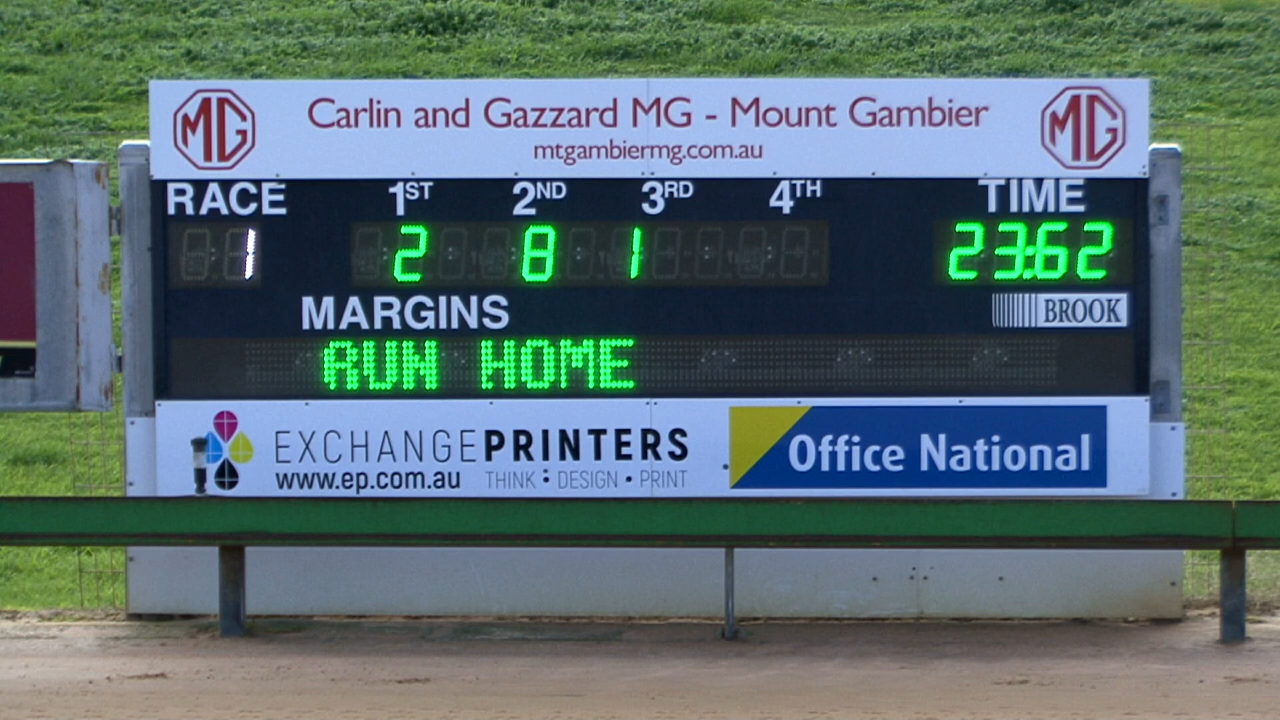 MG Carlin and Gazzard MG - Mount Gambier MG
mtgambiermg.com.au
RACE 1ST 2ND 3RD 4TH TIME
1 2 8 1 23:62
MARGINS BROOK
RUN HOME
EXCHANGEPRINTERS Office National
www.ep.com.au THINK : DESIGN • PRINT